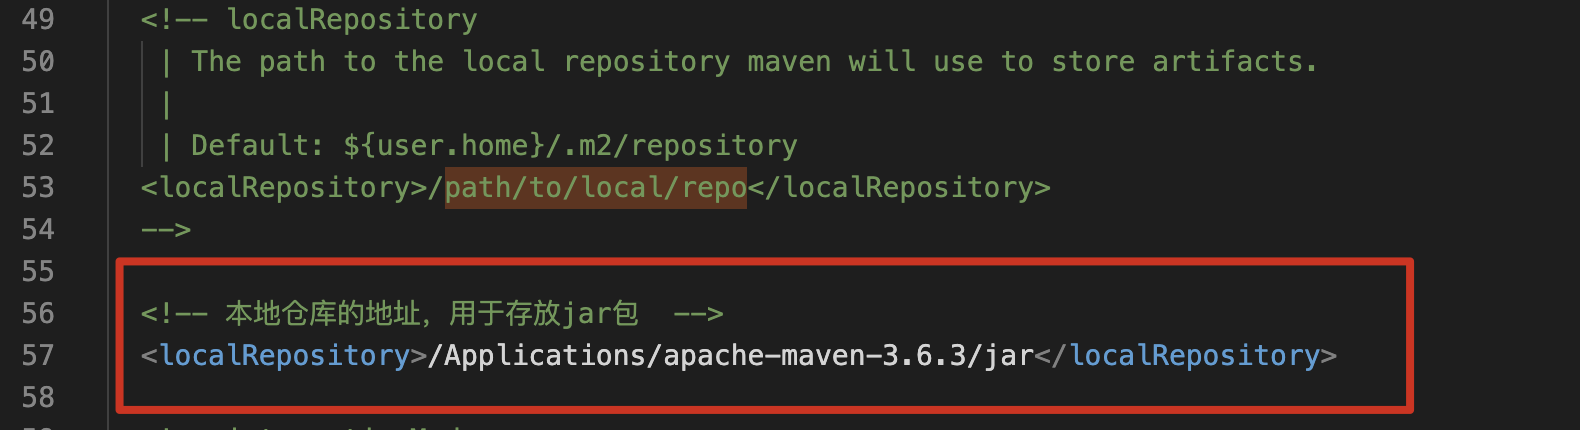 49 <!-- localRepository
50 | The path to the local repository maven will use to store artifacts.
51 |
52 | Default: ${user.home}/.m2/repository
53 <localRepository>/path/to/local/repo</localRepository>
54 -->
55
56 <!-- 本地仓库的地址，用于存放jar包  -->
57 <localRepository>/Applications/apache-maven-3.6.3/jar</localRepository>
58